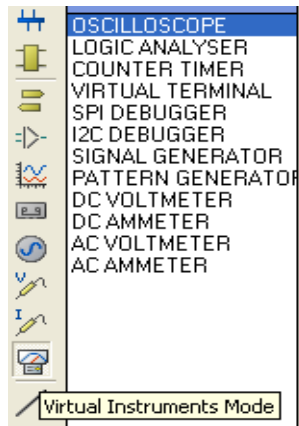 OSCILLOSCOPE
LOGIC ANALYSER
COUNTER TIMER
VIRTUAL TERMINAL
SPI DEBUGGER
I2C DEBUGGER
SIGNAL GENERATOR
PATTERN GENERATOR
DC VOLTMETER
DC AMMETER
AC VOLTMETER
AC AMMETER
V
I
Virtual Instruments Mode